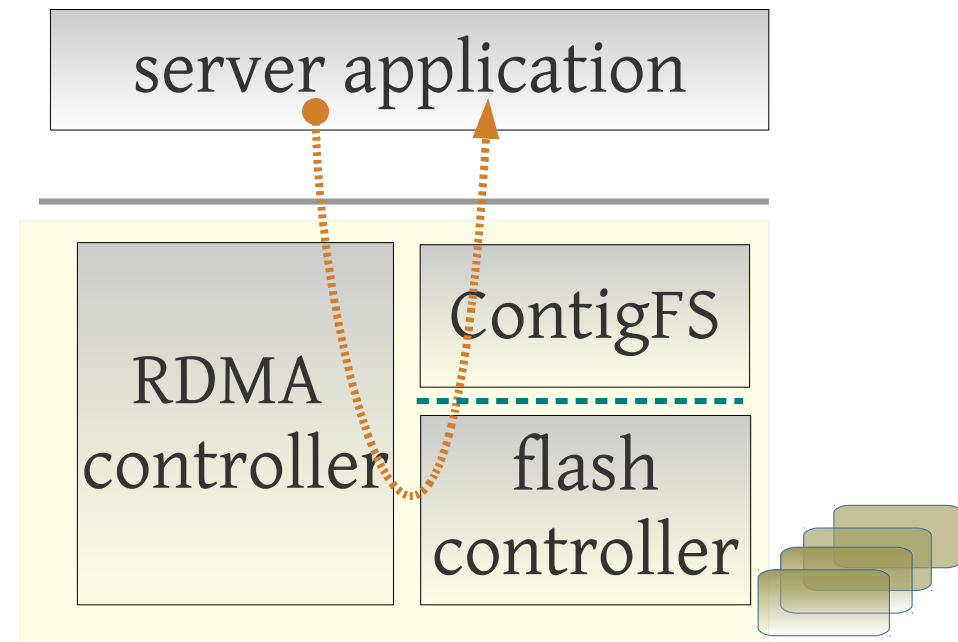 server application
RDMA
controller
ContigFS
flash
controller